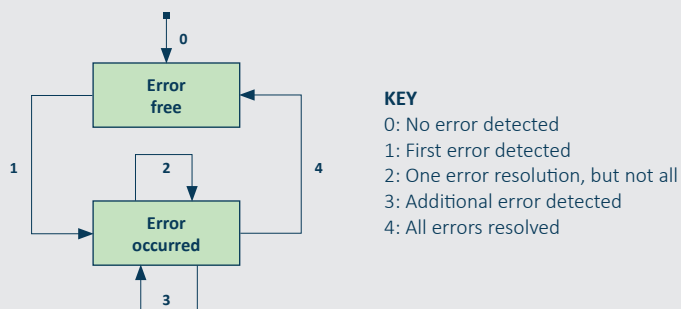 0
Error
free
1
2
4
Error
occurred
3
KEY
0: No error detected
1: First error detected
2: One error resolution, but not all
3: Additional error detected
4: All errors resolved